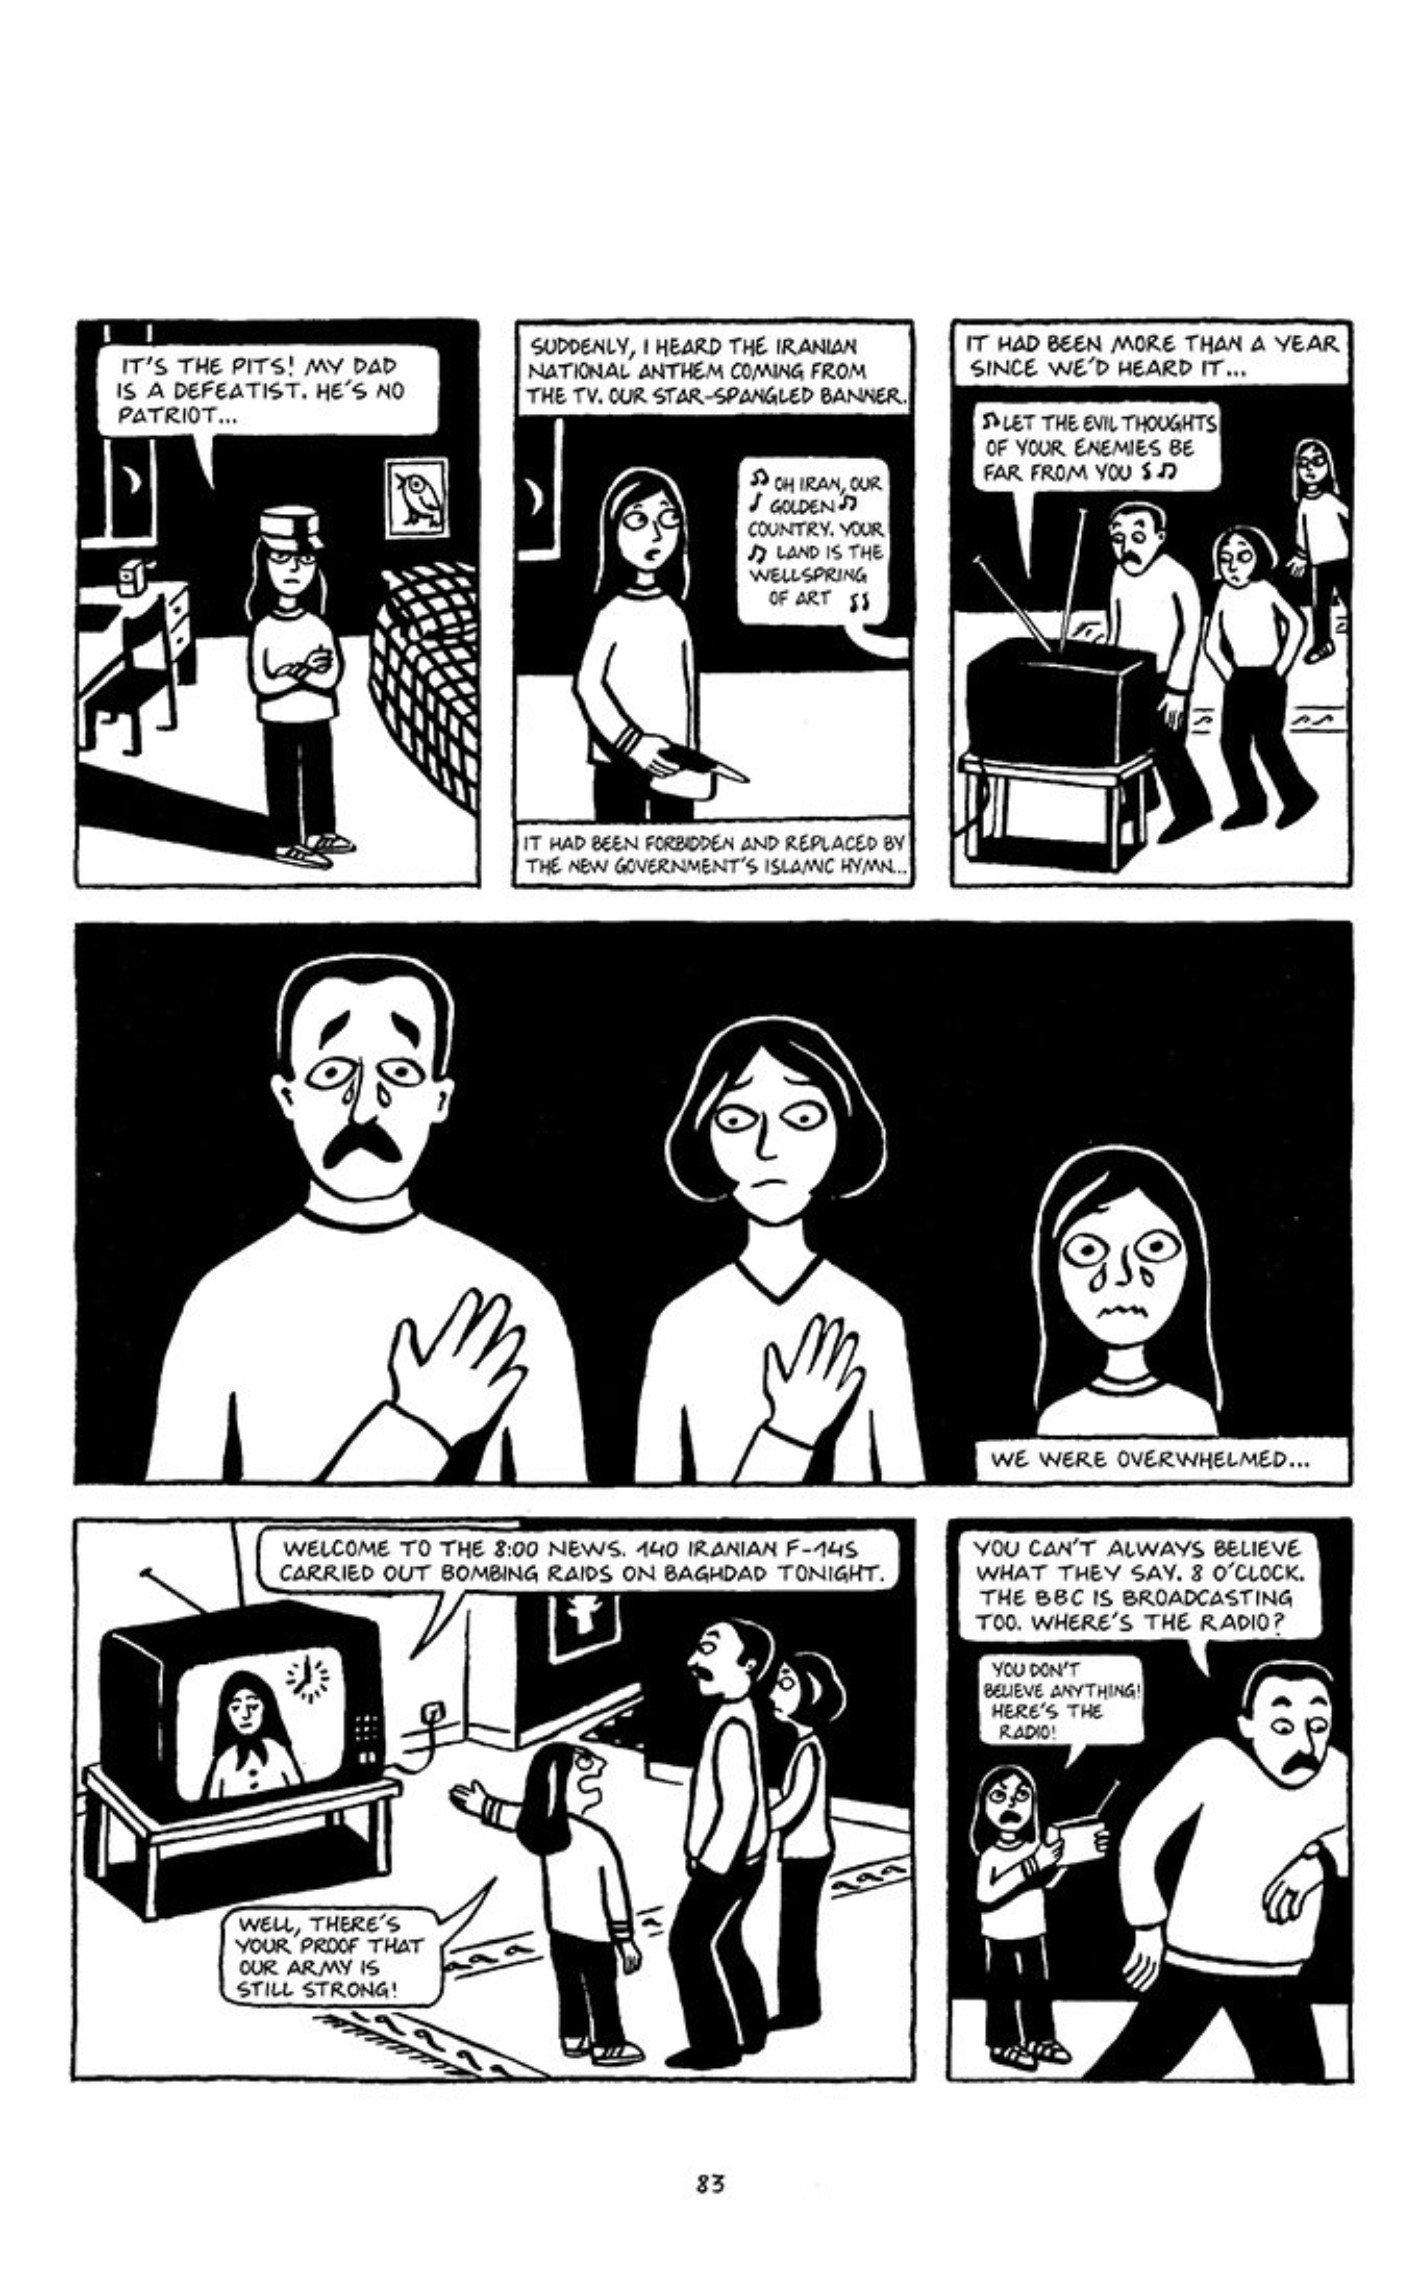 IT'S THE PITS! MY DAD
IS A DEFEATIST. HE'S NO
PATRIOT...
SUDDENLY, I HEARD THE IRANIAN
NATIONAL ANTHEM COMING FROM
THE TV. OUR STAR-SPANGLED BANNER.
OH IRAN, OUR
GOLDEN
COUNTRY. YOUR
LAND IS THE
WELLSPRING
OF ART
IT HAD BEEN FORBIDDEN AND REPLACED BY
THE NEW GOVERNMENT'S ISLAMIC HYMN...
IT HAD BEEN MORE THAN A YEAR
SINCE WE'D HEARD IT...
LET THE EVIL THOUGHTS
OF YOUR ENEMIES BE
FAR FROM YOU
WE WERE OVERWHELMED...
WELCOME TO THE 8:00 NEWS. 140 IRANIAN F-14S
CARRIED OUT BOMBING RAIDS ON BAGHDAD TONIGHT.
WELL, THERE'S
YOUR PROOF THAT
OUR ARMY IS
STILL STRONG!
YOU CAN'T ALWAYS BELIEVE
WHAT THEY SAY. 8 O'CLOCK.
THE BBC IS BROADCASTING
TOO. WHERE'S THE RADIO?
YOU DON'T
BELIEVE ANYTHING!
HERE'S THE
RADIO!
83